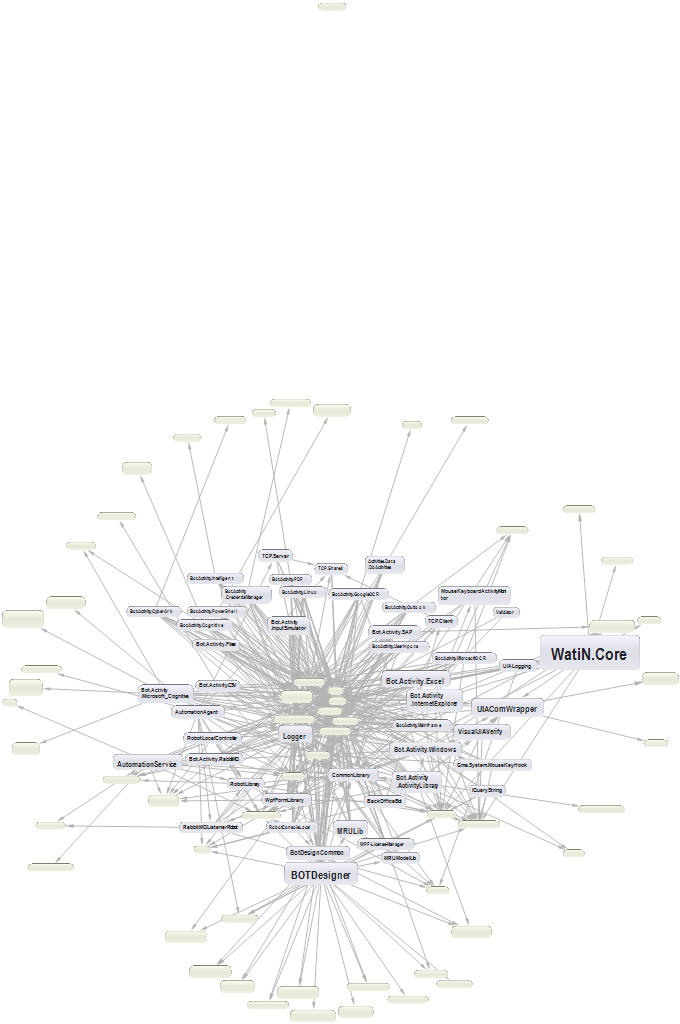 TCP.Server
TCP.Shared
Activities.Data
.DbActivities
Bot.Activity.Intelligent
Bot.Activity.PDF
Bot.Activity
.CredentialManager
Bot.Activity.Linux
Bot.Activity.GoogleOCR
MouseKeyboardActivityMoni
tor
Bot.Activity.CyberArk
Bot.Activity.PowerShell
Bot.Activity.Outlook
Validator
Bot.Activity.Cognitive
Bot.Activity
.InputSimulator
TCP.Client
Bot.Activity.SAP
Bot.Activity.Files
Bot.Activity.UserInputs
WatiN.Core
Bot.Activity.MicrosoftOCR
UIALogging
Bot.Activity.Excel
Bot.Activity.CSV
Bot.Activity
.Microsoft_Cognitive
Bot.Activity
.InternetExplorer
UIAComWrapper
AutomationAgent
Bot.Activity.Mainframe
VisualUIAVerify
Logger
RobotLocalController
Bot.Activity.Windows
Bot.Activity.RabbitMQ
AutomationService
Gma.System.MouseKeyHook
CommonLibrary
Bot.Activity
.ActivityLibrary
RobotLibrary
IQueryString
WpfFormLibrary
BackOfficeBot
RabbitMQListenerRobot
RobotConsoleLocal
MRULib
WPF-LicenseManager
BotDesignCommon
MRUModelLib
BOTDesigner